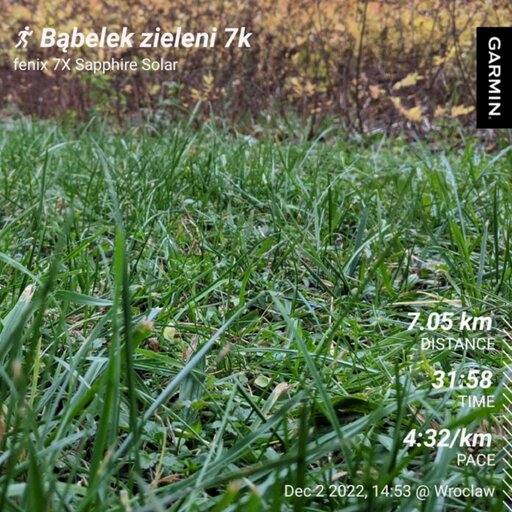 Bąbelek zieleni 7k
fenix 7X Sapphire Solar
GARMIN.
7.05 km
DISTANCE
31:58
TIME
4:32/km
PACE
Dec 2 2022, 14:53 @ Wroclaw